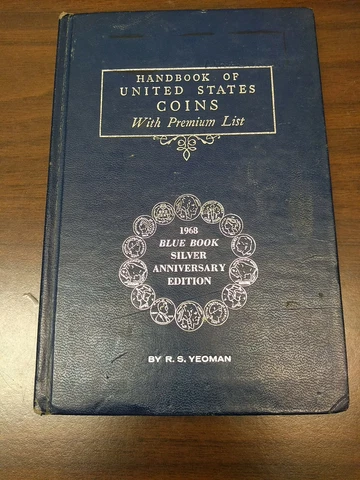 HANDBOOK OF
UNITED STATES
COINS
With Premium List
1968
BLUE BOOK
SILVER
ANNIVERSARY
EDITION
BY R. S. YEOMAN